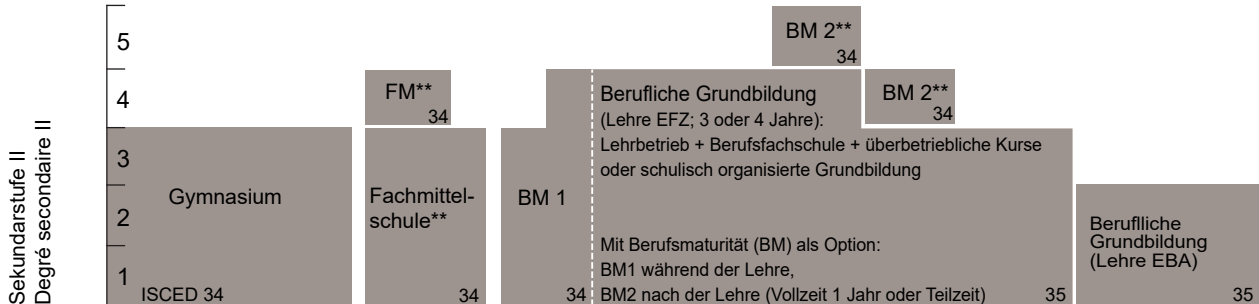 Sekundarstufe II
Degré secondaire II
5
4
3
2
1
Gymnasium
ISCED 34
FM**
34
Fachmittel-
schule**
34
BM 1
34
BM 2**
34
BM 2**
34
Berufliche Grundbildung
(Lehre EFZ; 3 oder 4 Jahre):
Lehrbetrieb + Berufsfachschule + überbetriebliche Kurse
oder schulisch organisierte Grundbildung
Mit Berufsmaturität (BM) als Option:
BM1 während der Lehre,
BM2 nach der Lehre (Vollzeit 1 Jahr oder Teilzeit)
35
Beruflliche
Grundbildung
(Lehre EBA)
35